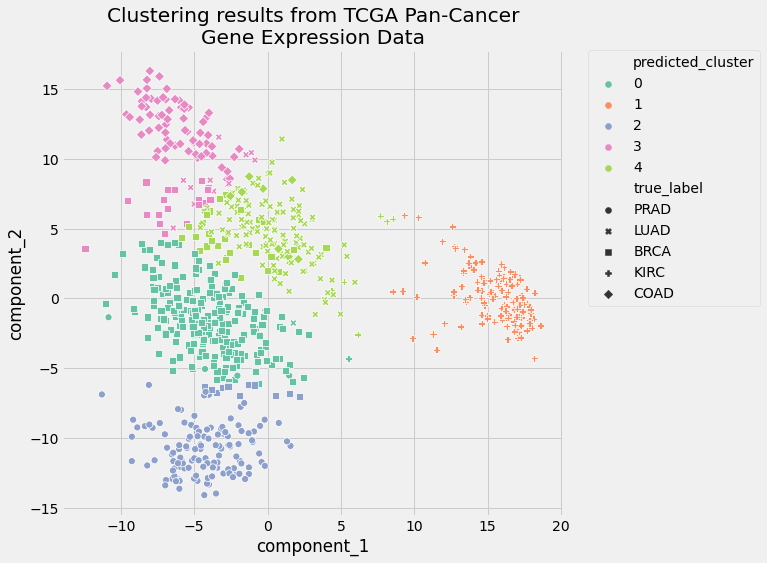 Clustering results from TCGA Pan-Cancer
Gene Expression Data
predicted_cluster
0
1
2
3
4
true_label
PRAD
LUAD
BRCA
KIRC
COAD
component_2
15
10
5
0
−5
−10
−15
−10
−5
0
5
10
15
20
component_1